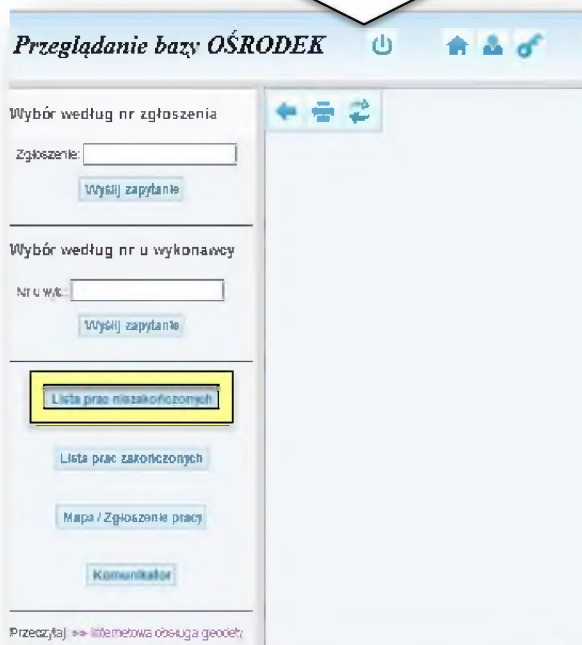 Przeglądanie bazy OŚRODEK
Wybór według nr zgłoszenia
Zgłoszenie:
Wyślij zapytanie
Wybór według nr u wykonawcy
Nr u wyk.:
Wyślij zapytanie
Lista prac niezakończonych
Lista prac zakończonych
Mapa / Zgłoszenie pracy
Komunikator
Przeczytaj: >> Internetowa obsługa geodety